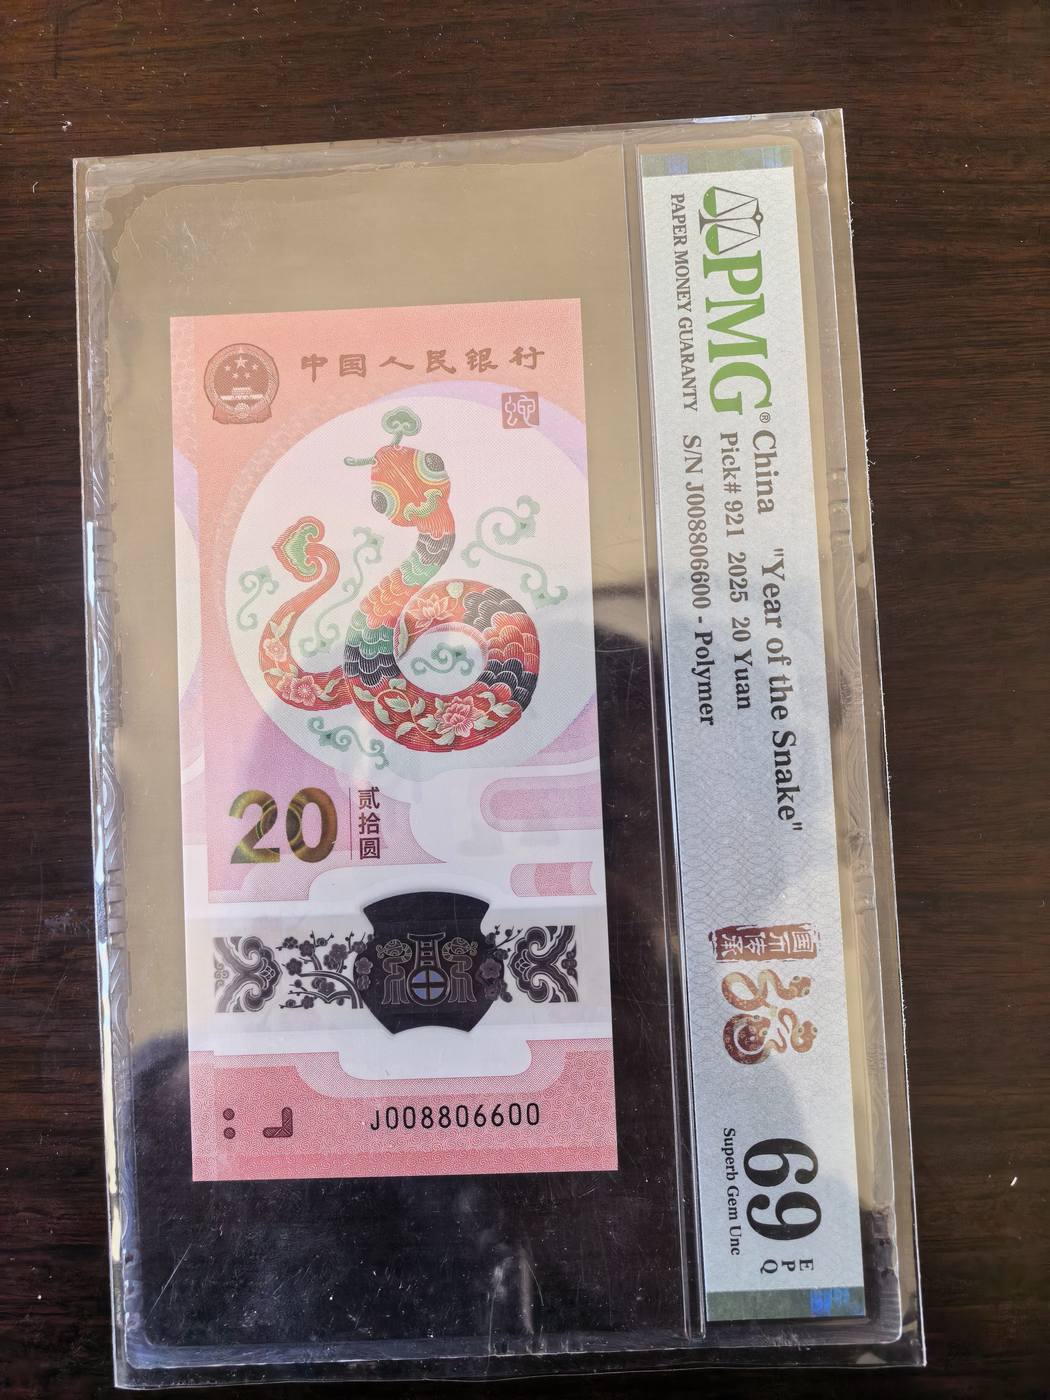 中国人民银行
20
贰拾圆
J008806600
PMG®
PAPER MONEY GUARANTY
China "Year of the Snake"
Pick# 921 2025 20 Yuan
S/N J008806600 - Polymer
69
EPQ
Superb Gem Unc